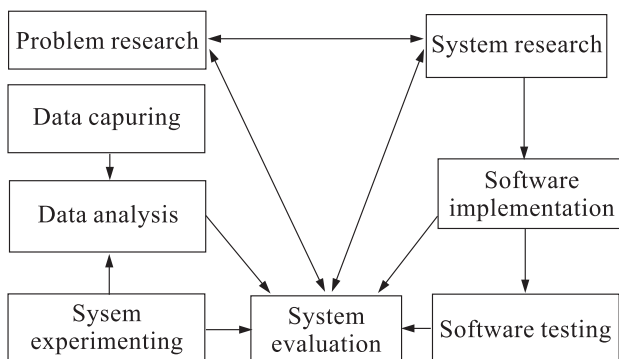 Problem research
System research
Data capuring
Data analysis
Software
implementation
Sysem
experimenting
System
evaluation
Software testing